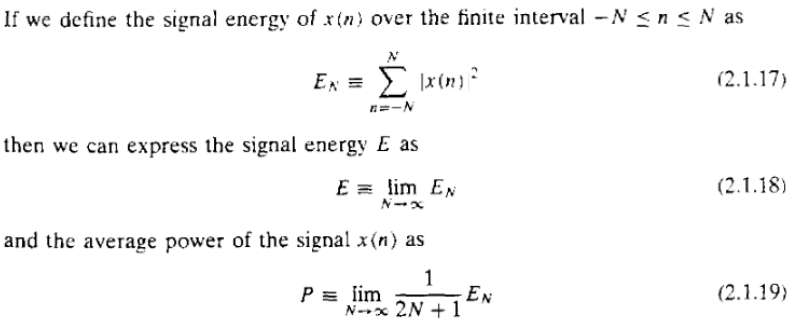 If we define the signal energy of x(n) over the finite interval −N ≤ n ≤ N as
E_N ≡ ∑_{n=−N}^{N} |x(n)|² (2.1.17)
then we can express the signal energy E as
E ≡ lim_{N→∞} E_N (2.1.18)
and the average power of the signal x(n) as
P ≡ lim_{N→∞} \frac{1}{2N + 1} E_N (2.1.19)